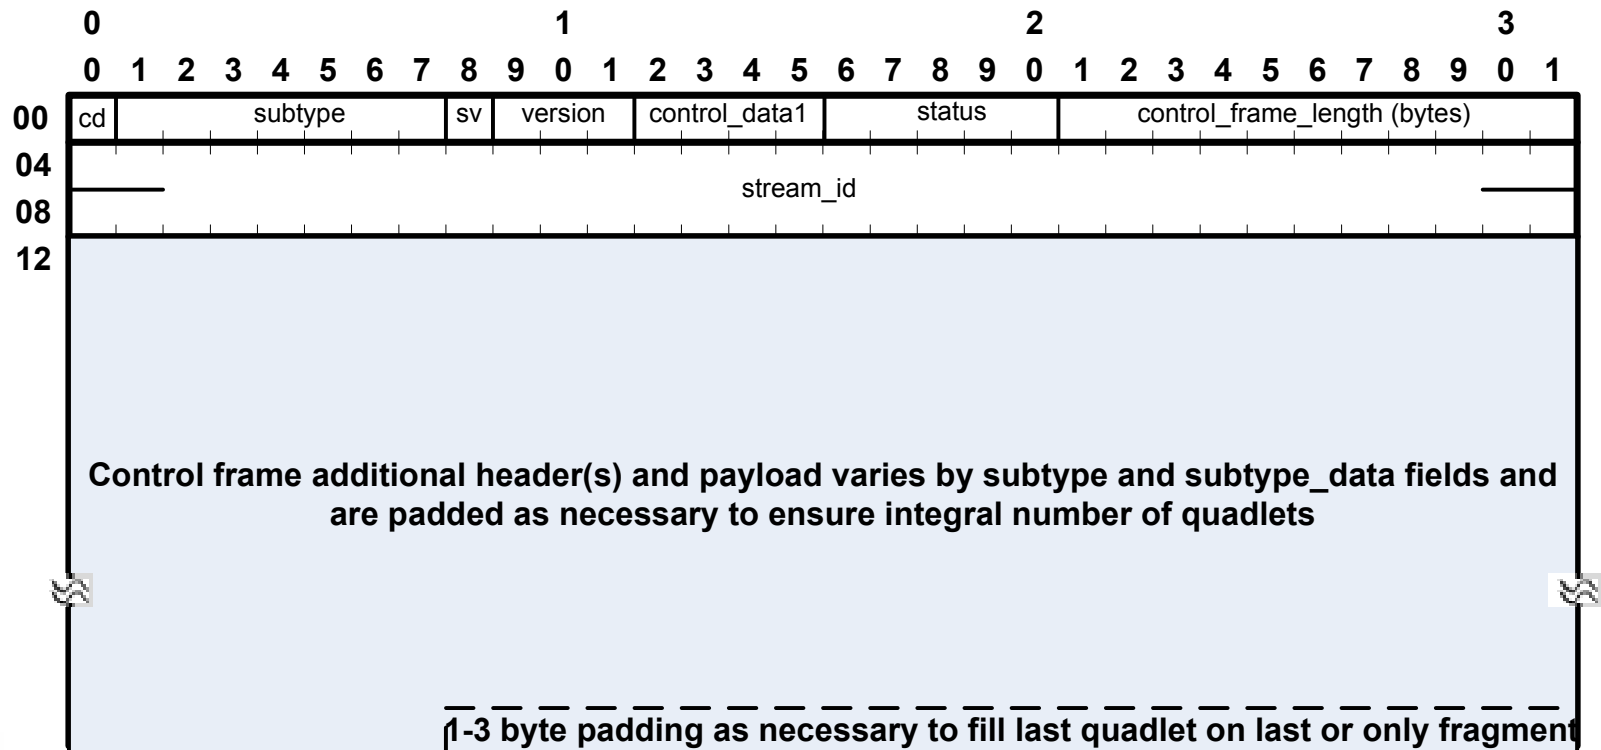 0 1 2 3
0 1 2 3 4 5 6 7 8 9 0 1 2 3 4 5 6 7 8 9 0 1 2 3 4 5 6 7 8 9 0 1
00 cd subtype sv version control_data1 status control_frame_length (bytes)
04
stream_id
08
12
Control frame additional header(s) and payload varies by subtype and subtype_data fields and
are padded as necessary to ensure integral number of quadlets
1-3 byte padding as necessary to fill last quadlet on last or only fragment